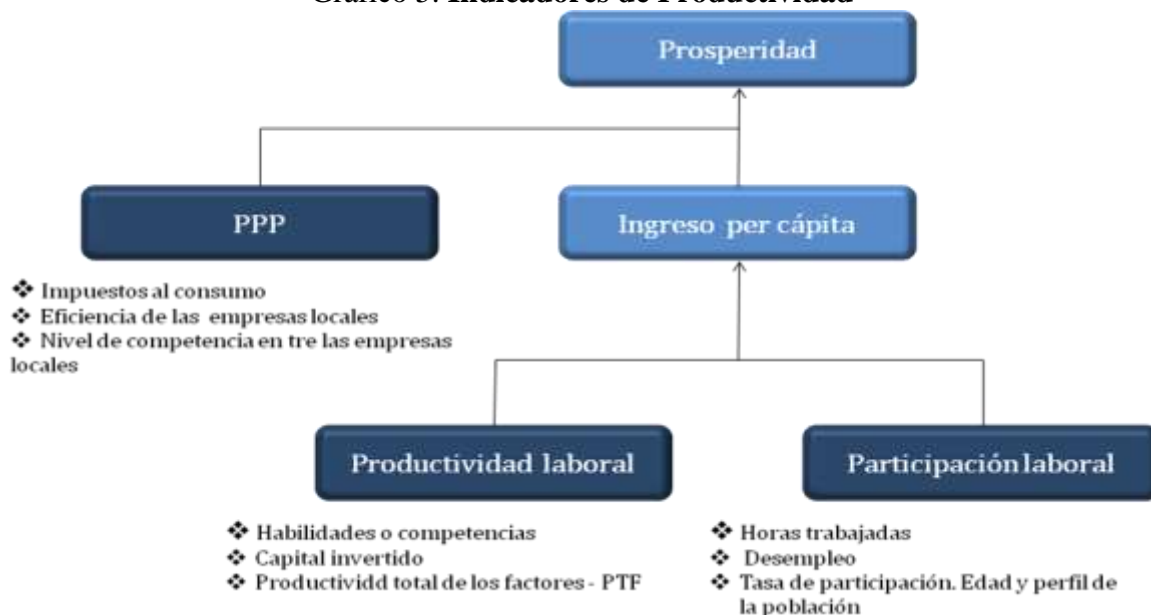 Gráfico 5. Indicadores de Productividad
Prosperidad
PPP
Ingreso per cápita
❖ Impuestos al consumo
❖ Eficiencia de las empresas locales
❖ Nivel de competencia en tre las empresas
locales
Productividad laboral
Participación laboral
❖ Habilidades o competencias
❖ Capital invertido
❖ Productividd total de los factores - PTF
❖ Horas trabajadas
❖ Desempleo
❖ Tasa de participación. Edad y perfil de
la población